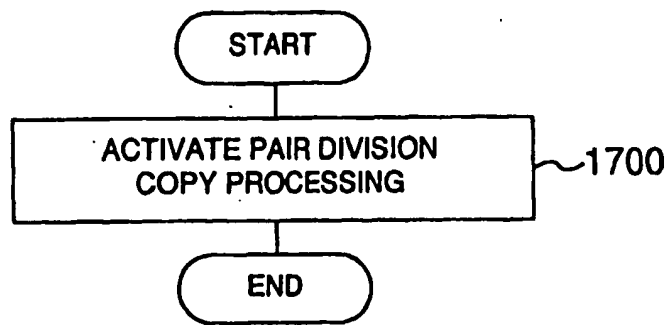 START
ACTIVATE PAIR DIVISION
COPY PROCESSING
1700
END